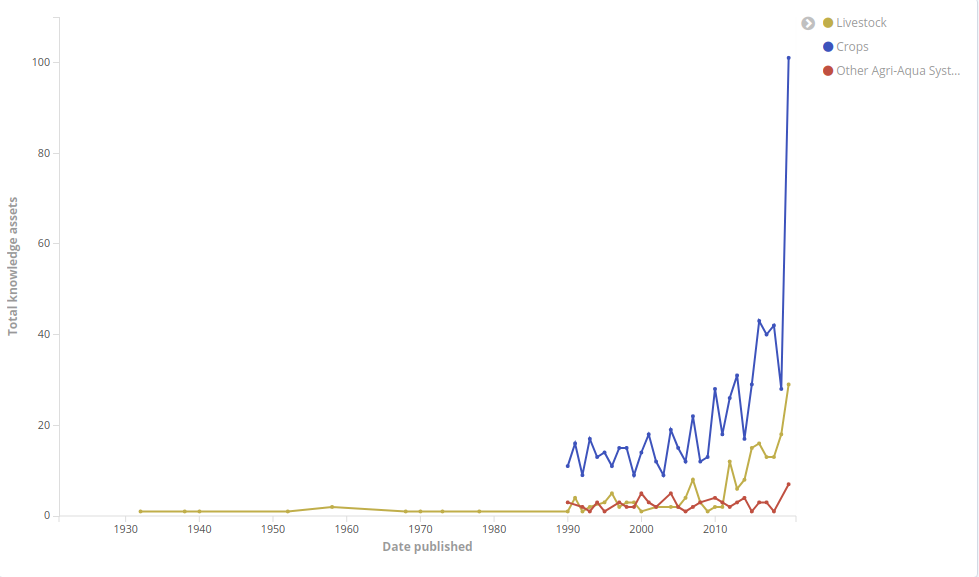 Livestock
Crops
Other Agri-Aqua Syst...
100
80
60
40
20
0
Total knowledge assets
1930 1940 1950 1960 1970 1980 1990 2000 2010
Date published